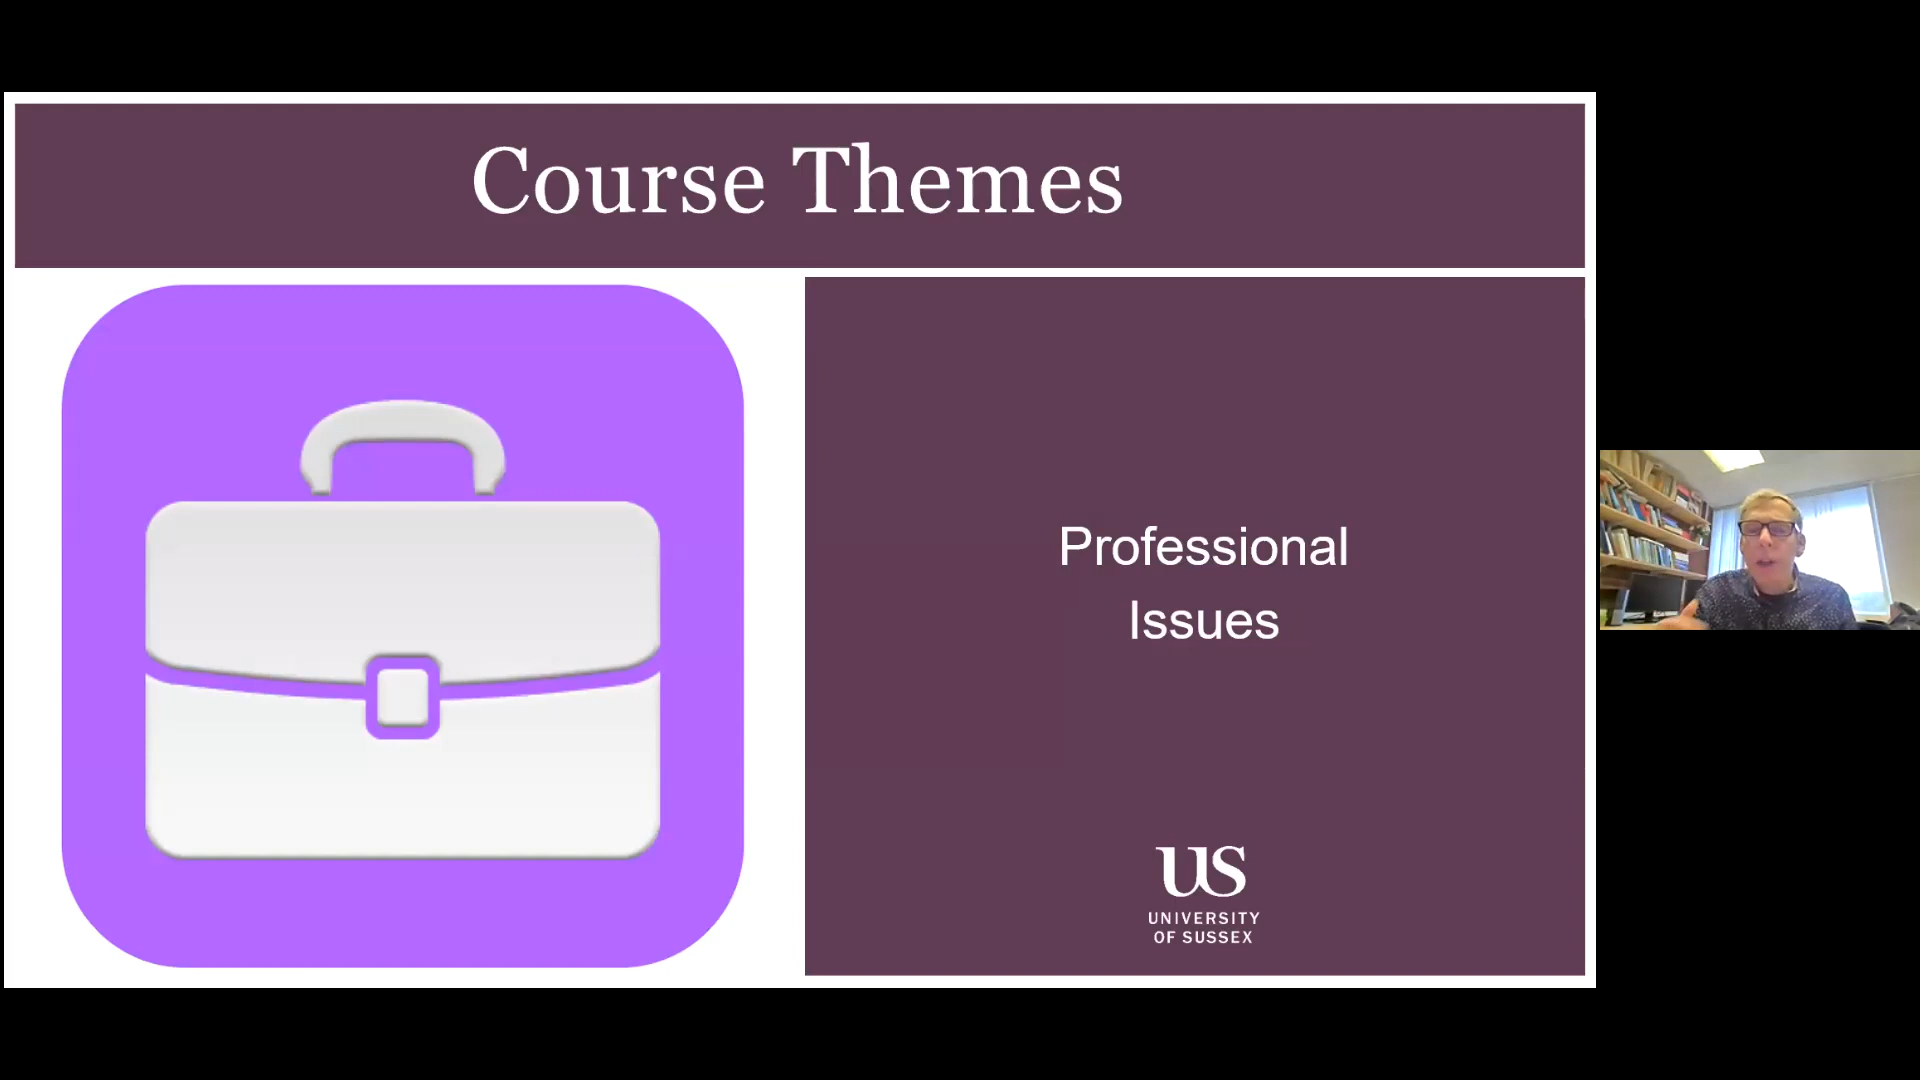 Course Themes
Professional
Issues
US
UNIVERSITY
OF SUSSEX